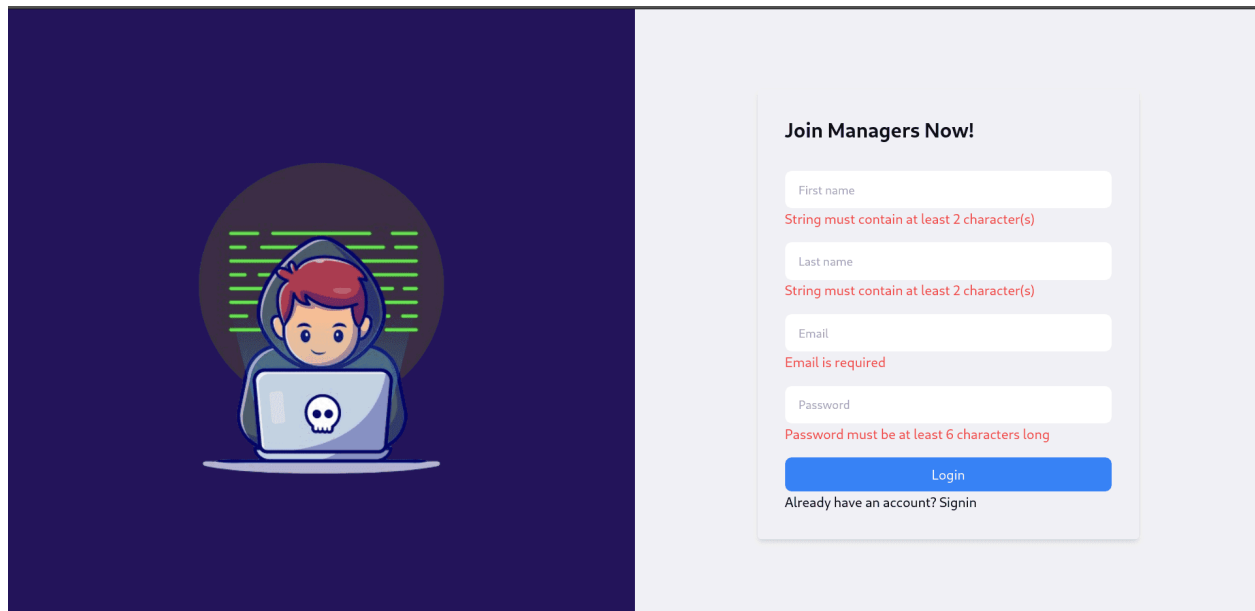 Join Managers Now!
First name
String must contain at least 2 character(s)
Last name
String must contain at least 2 character(s)
Email
Email is required
Password
Password must be at least 6 characters long
Login
Already have an account? Signin